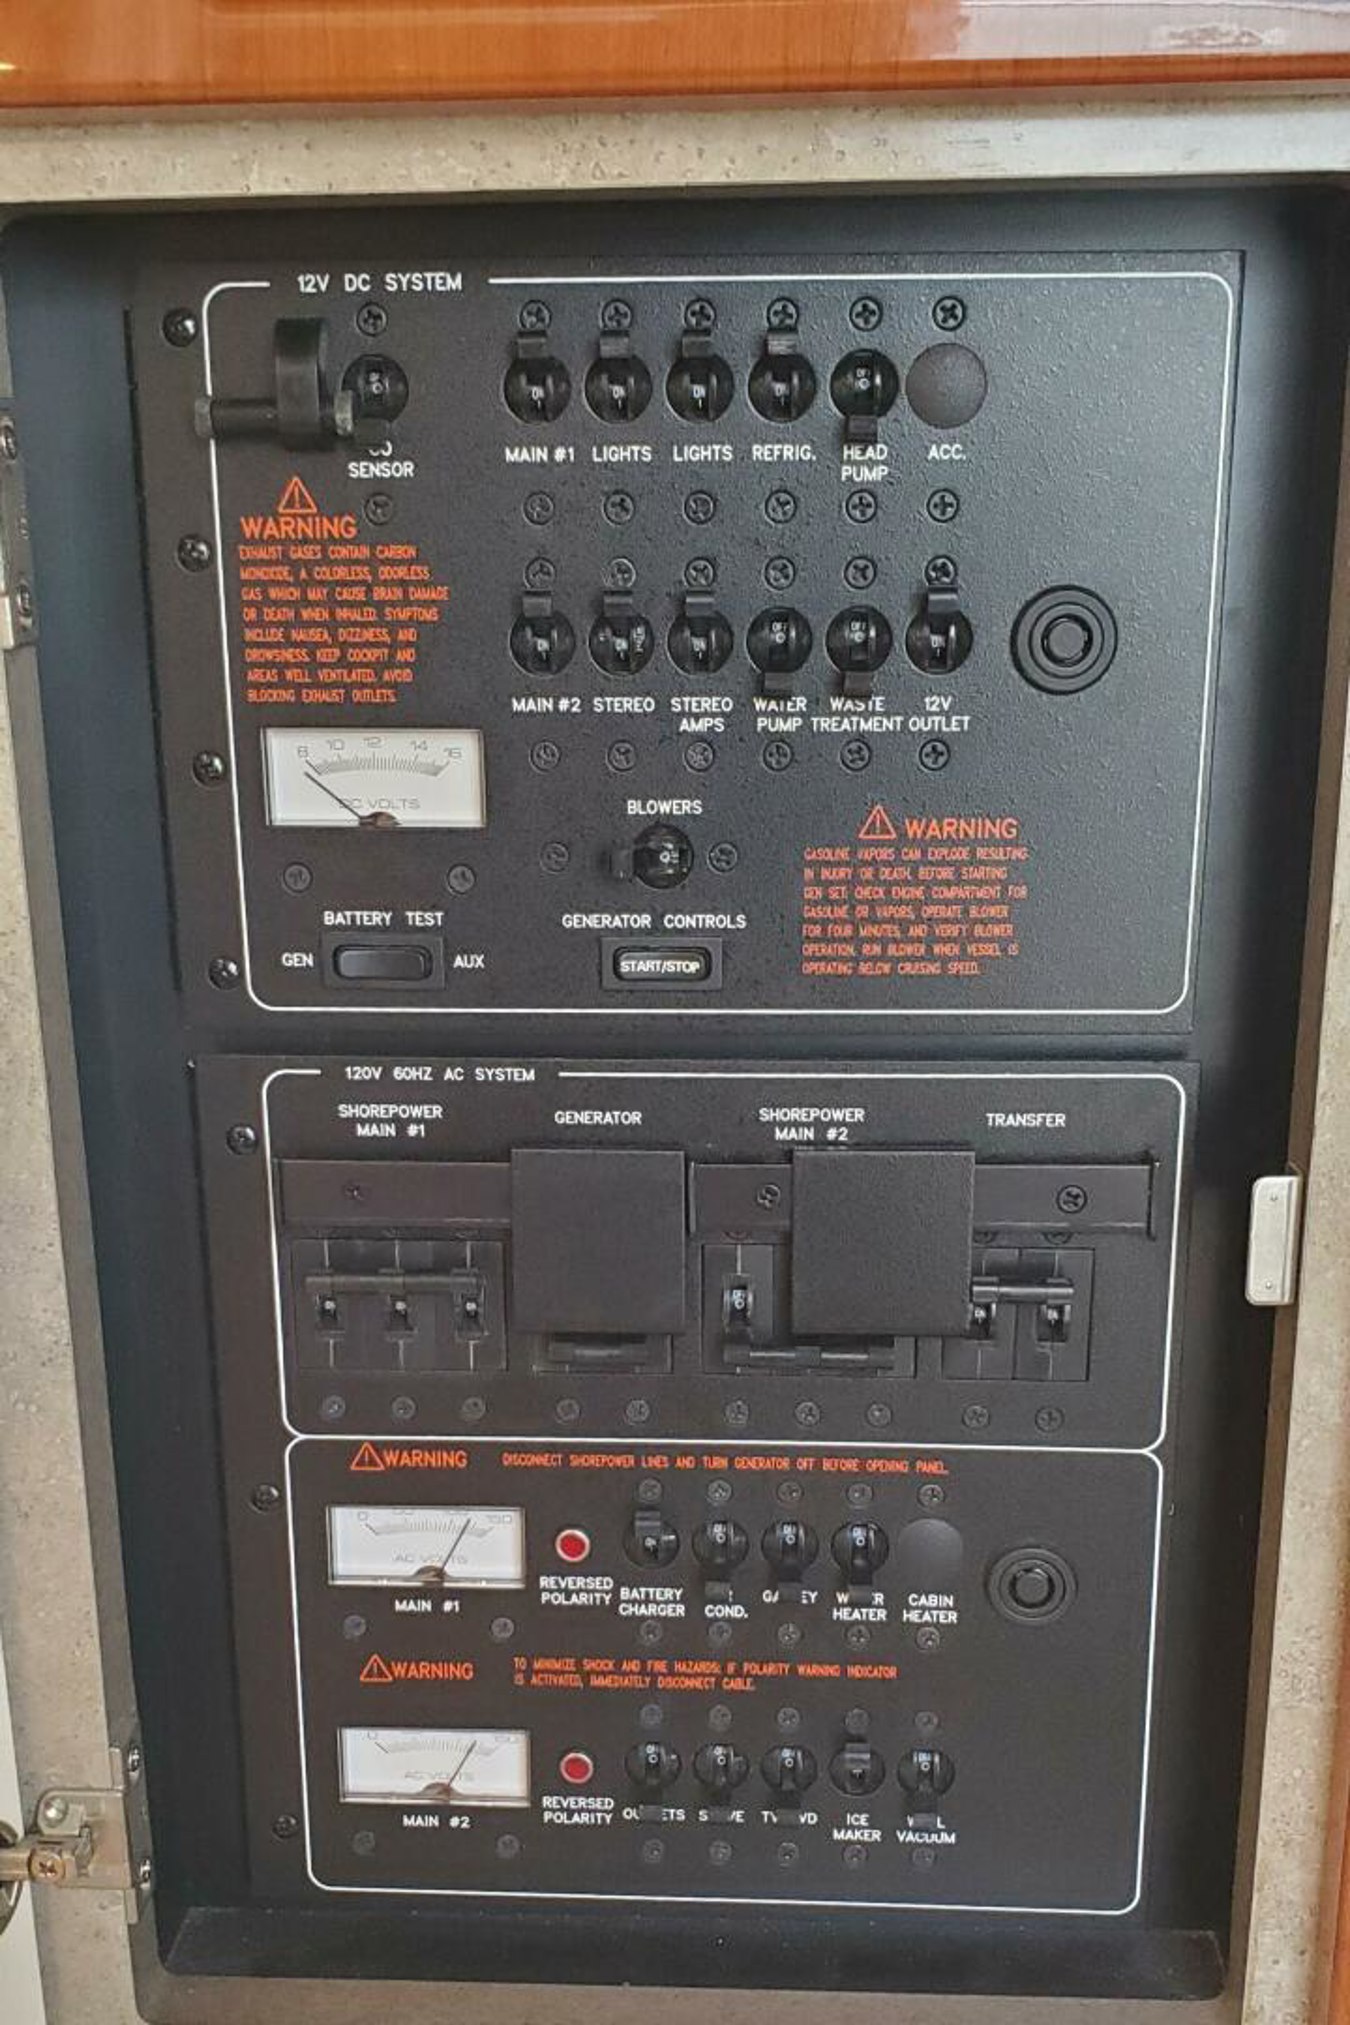 12V DC SYSTEM
SENSOR
MAIN #1 LIGHTS LIGHTS REFRIG. HEAD PUMP ACC.
WARNING
EXHAUST GASES CONTAIN CARBON
MONOXIDE, A COLORLESS, ODORLESS
GAS WHICH MAY CAUSE BRAIN DAMAGE
OR DEATH WHEN INHALED. SYMPTOMS
INCLUDE NAUSEA, DIZZINESS, AND
DROWSINESS. KEEP COCKPIT AND
AREAS WELL VENTILATED. AVOID
BLOCKING EXHAUST OUTLETS.
MAIN #2 STEREO STEREO AMPS WATER PUMP WASTE TREATMENT 12V OUTLET
8 10 12 14 16
DC VOLTS
BLOWERS
WARNING
GASOLINE VAPORS CAN EXPLODE RESULTING
IN INJURY OR DEATH. BEFORE STARTING
GEN SET: CHECK ENGINE COMPARTMENT FOR
GASOLINE OR VAPORS, OPERATE BLOWER
FOR FOUR MINUTES, AND VERIFY BLOWER
OPERATION. RUN BLOWER WHEN VESSEL IS
OPERATING BELOW CRUISING SPEED.
BATTERY TEST
GEN AUX
GENERATOR CONTROLS
START/STOP
120V 60HZ AC SYSTEM
SHOREPOWER MAIN #1
GENERATOR
SHOREPOWER MAIN #2
TRANSFER
WARNING
DISCONNECT SHOREPOWER LINES AND TURN GENERATOR OFF BEFORE OPENING PANEL.
0 150
AC VOLTS
MAIN #1
REVERSED POLARITY
BATTERY CHARGER
COND.
HEATER
CABIN HEATER
WARNING
TO MINIMIZE SHOCK AND FIRE HAZARDS: IF POLARITY WARNING INDICATOR
IS ACTIVATED, IMMEDIATELY DISCONNECT CABLE.
0 150
AC VOLTS
MAIN #2
REVERSED POLARITY
ICE MAKER
VACUUM